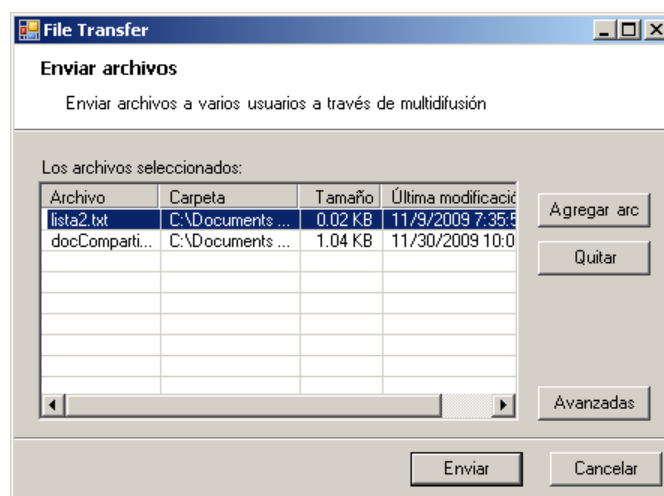 File Transfer
Enviar archivos
Enviar archivos a varios usuarios a través de multidifusión
Los archivos seleccionados:
Archivo Carpeta Tamaño Última modificació
lista2.txt C:\Documents ... 0.02 KB 11/9/2009 7:35:5
docComparti... C:\Documents ... 1.04 KB 11/30/2009 10:0
Agregar arc
Quitar
Avanzadas
Enviar Cancelar